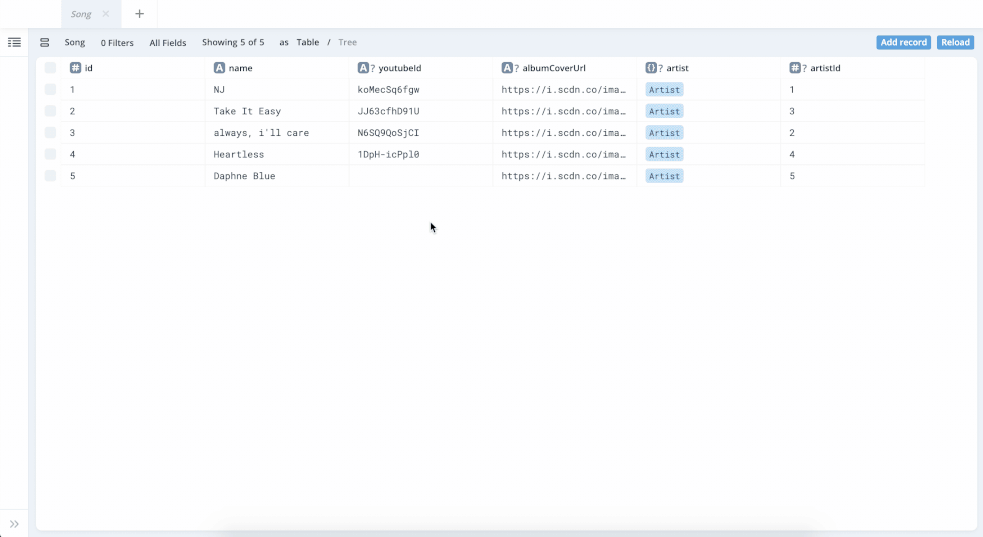 Song
Song 0 Filters All Fields Showing 5 of 5 as Table / Tree Add record Reload
# id A name A? youtubeId A? albumCoverUrl {}? artist #? artistId
1 NJ koMecSq6fgw https://i.scdn.co/ima… Artist 1
2 Take It Easy JJ63cfhD91U https://i.scdn.co/ima… Artist 3
3 always, i'll care N6SQ9QoSjCI https://i.scdn.co/ima… Artist 2
4 Heartless 1DpH-icPpl0 https://i.scdn.co/ima… Artist 4
5 Daphne Blue https://i.scdn.co/ima… Artist 5